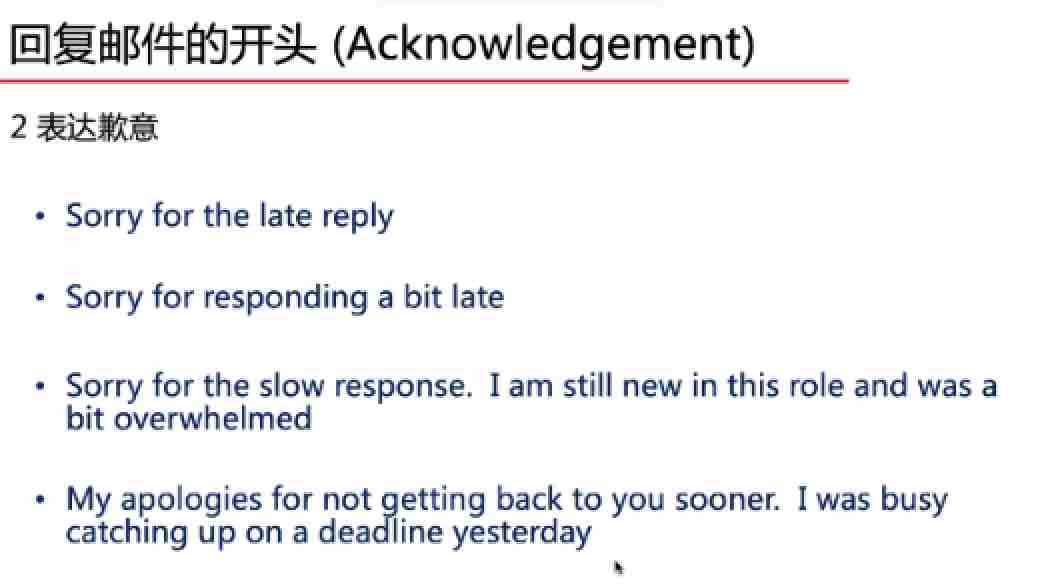 回复邮件的开头 (Acknowledgement)
2 表达歉意
• Sorry for the late reply
• Sorry for responding a bit late
• Sorry for the slow response. I am still new in this role and was a
bit overwhelmed
• My apologies for not getting back to you sooner. I was busy
catching up on a deadline yesterday